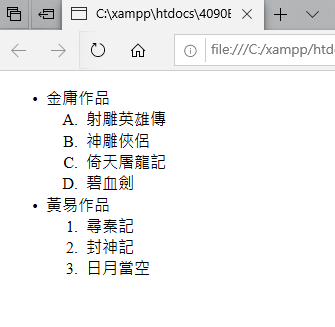 C:\xampp\htdocs\4090E
file:///C:/xampp/htd
• 金庸作品
A. 射雕英雄傳
B. 神雕俠侶
C. 倚天屠龍記
D. 碧血劍
• 黃易作品
1. 尋秦記
2. 封神記
3. 日月當空